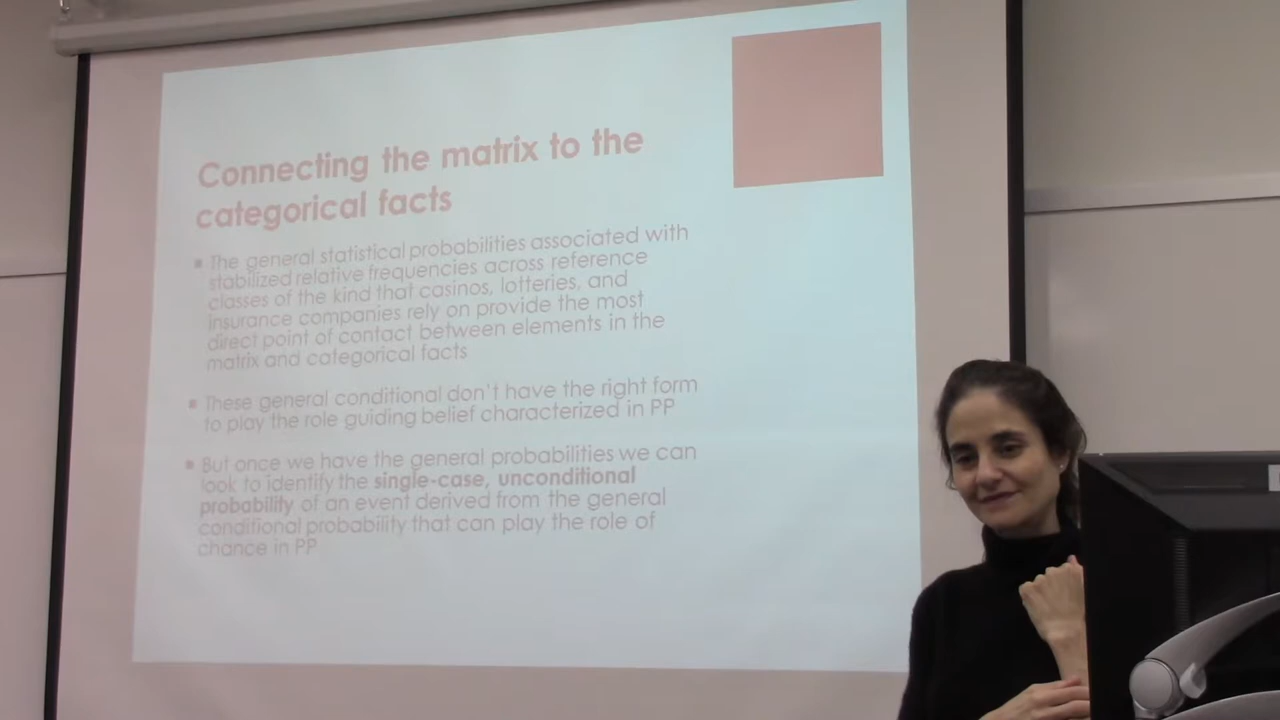 Connecting the matrix to the
categorical facts
The general statistical probabilities associated with
stabilized relative frequencies across reference
classes of the kind that casinos, lotteries, and
insurance companies rely on provide the most
direct point of contact between elements in the
matrix and categorical facts
These general conditional don't have the right form
to play the role guiding belief characterized in PP
But once we have the general probabilities we can
look to identify the single-case, unconditional
probability of an event derived from the general
conditional probability that can play the role of
chance in PP